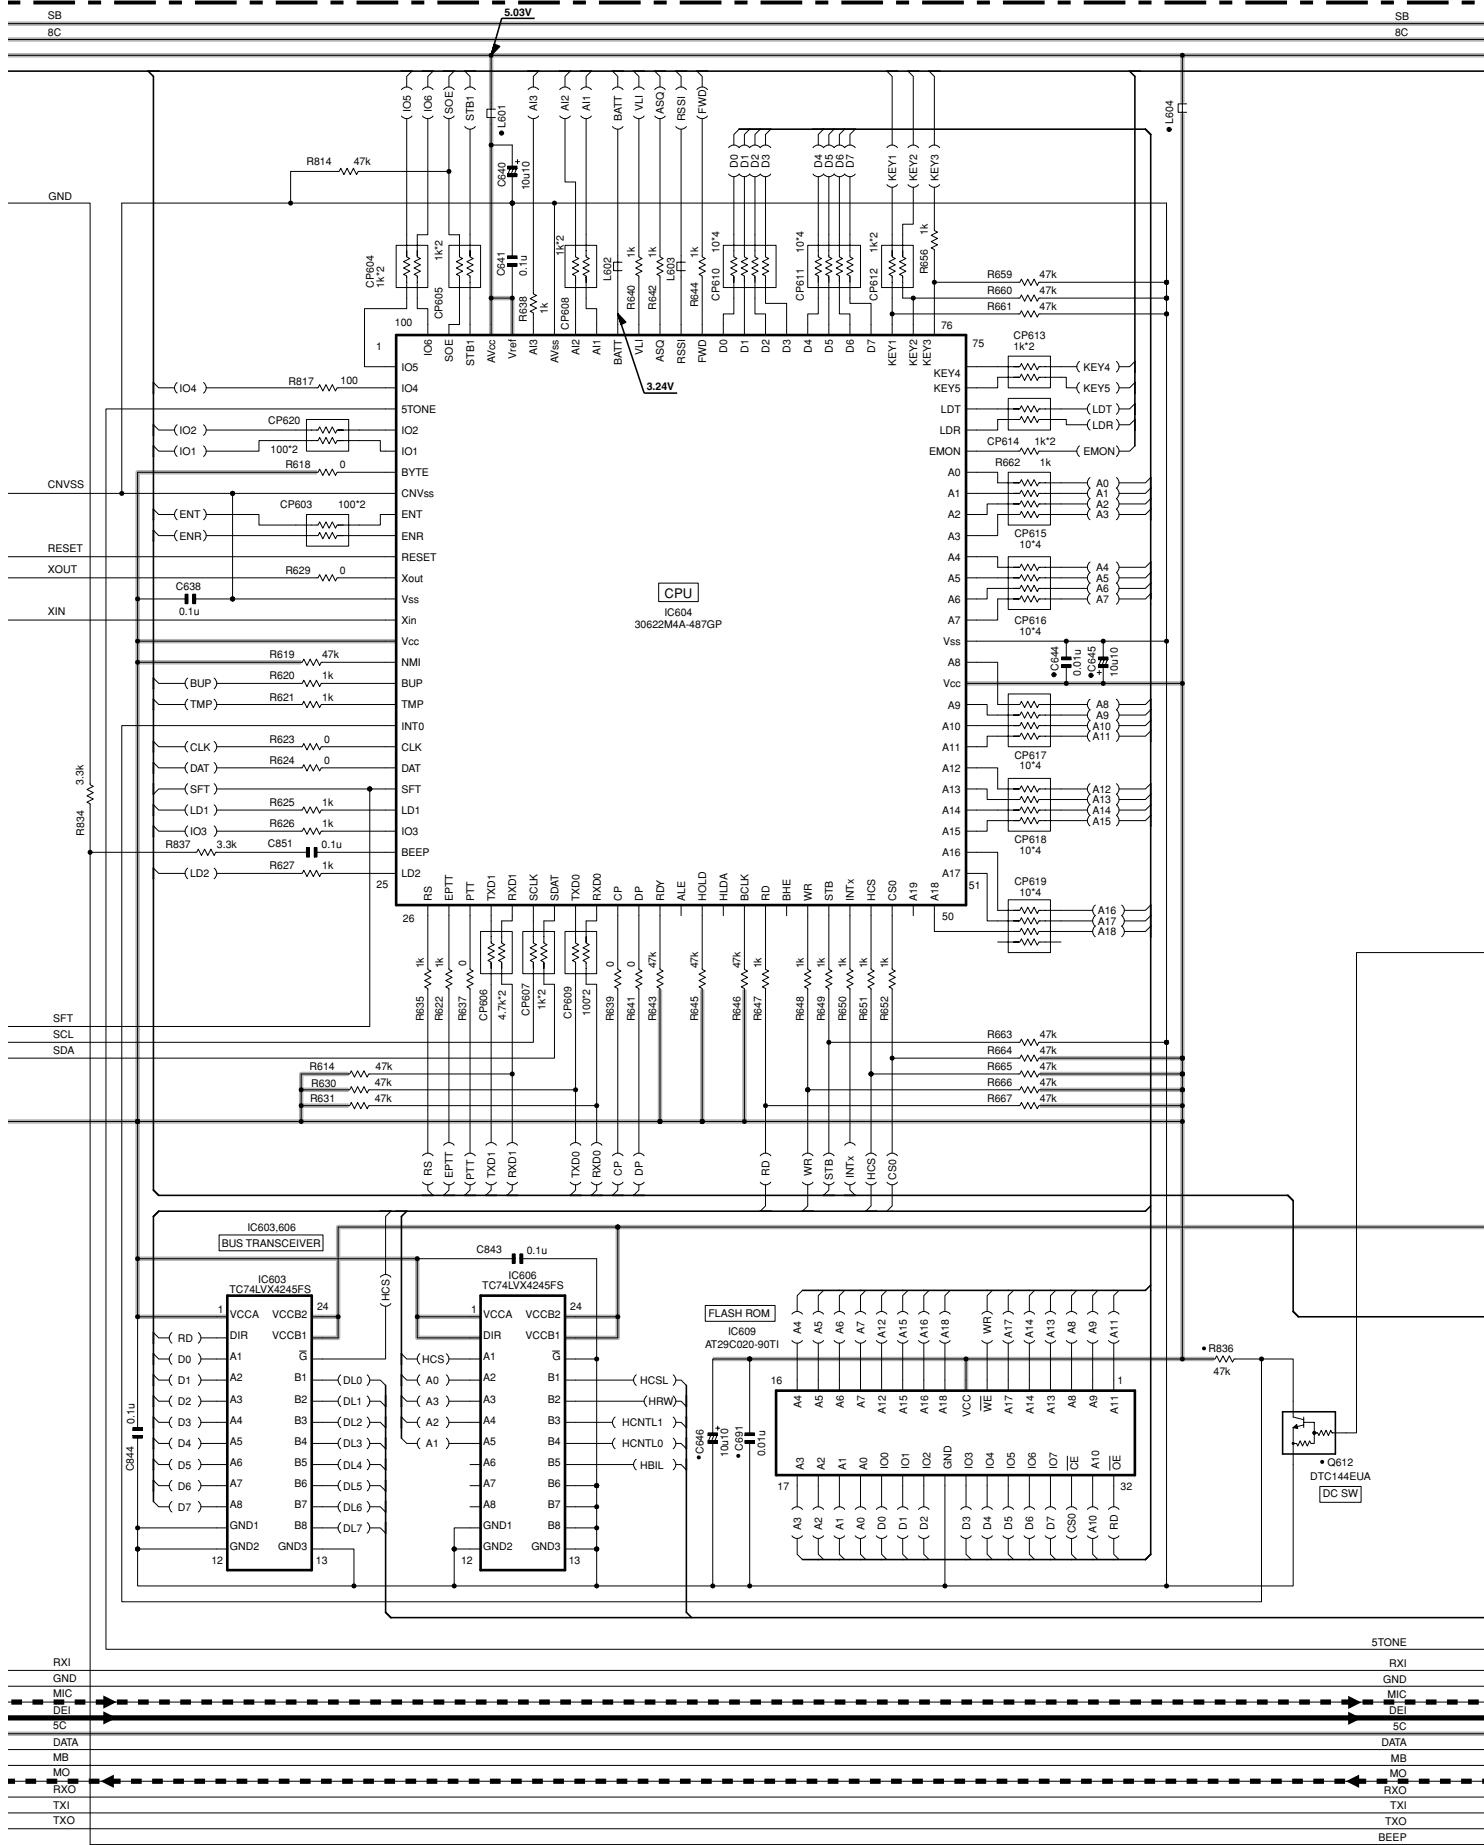 5.03V
SB SB
8C 8C
IO5 IO6 SOE STB1 L601 AI3 AI2 AI1 BATT VLI ASQ RSSI FWD KEY1 KEY2 KEY3 L604
D0 D1 D2 D3 D4 D5 D6 D7
R814 47k C640 10u10
GND
CP604 1k*2 CP605 1k*2 C641 0.1u R638 1k CP608 1k*2 L602 R640 1k R642 1k L603 R644 1k CP610 10*4 CP611 10*4 CP612 1k*2 R656 1k
R659 47k
R660 47k
R661 47k
100 76
1 75
IO6 SOE STB1 AVcc Vref AI3 AVss AI2 AI1 BATT VLI ASQ RSSI FWD D0 D1 D2 D3 D4 D5 D6 D7 KEY1 KEY2 KEY3
CP613
1k*2
3.24V
IO5 KEY4 KEY4
IO4 R817 100 IO4 KEY5 KEY5
5TONE LDT LDT
IO2 CP620 IO2 LDR LDR
IO1 100*2 IO1 EMON CP614 1k*2 EMON
R618 0 BYTE A0 R662 1k A0
CNVSS CNVss A1 A1
ENT CP603 100*2 ENT A2 A2
ENR ENR A3 A3
CP615
10*4
RESET RESET A4 A4
XOUT R629 0 Xout A5 A5
C638 0.1u Vss A6 A6
XIN Xin A7 A7
CP616
10*4
CPU
IC604
30622M4A-487GP
Vcc Vss
R619 47k NMI A8 C644 0.01u C645 10u10
BUP R620 1k BUP Vcc
TMP R621 1k TMP A9 A8
INT0 A10 A9
A10
CLK R623 0 CLK A11 A11
CP617
10*4
DAT R624 0 DAT A12
SFT SFT A13 A12
LD1 R625 1k LD1 A14 A13
A14
IO3 R626 1k IO3 A15 A15
CP618
10*4
R834 3.3k
R837 3.3k C851 0.1u BEEP A16
LD2 R627 1k LD2 A17
25 51
CP619
10*4
RS EPTT PTT TXD1 RXD1 SCLK SDAT TXD0 RXD0 CP DP RDY ALE HOLD HLDA BCLK RD BHE WR STB INTx HCS CS0 A19 A18
26 50
A16
A17
A18
R635 1k R622 1k R637 0 CP606 4.7k*2 CP607 1k*2 CP609 100*2 R639 0 R641 0 R643 47k R645 47k R646 47k R647 1k R648 1k R649 1k R650 1k R651 1k R652 1k
SFT
SCL
SDA
R663 47k
R664 47k
R665 47k
R666 47k
R667 47k
R614 47k
R630 47k
R631 47k
RS EPTT PTT TXD1 RXD1 TXD0 RXD0 CP DP RD WR STB INTx HCS CS0
IC603,606
BUS TRANSCEIVER
C843 0.1u
IC603
TC74LVX4245FS
HCS
IC606
TC74LVX4245FS
1 VCCA VCCB2 24
RD DIR VCCB1
D0 A1 G
D1 A2 B1 DL0
D2 A3 B2 DL1
D3 A4 B3 DL2
D4 A5 B4 DL3
D5 A6 B5 DL4
D6 A7 B6 DL5
D7 A8 B7 DL6
GND1 B8 DL7
GND2 GND3
12 13
C844 0.1u
1 VCCA VCCB2 24
DIR VCCB1
HCS A1 G
A0 A2 B1 HCSL
A3 A3 B2 HRW
A2 A4 B3 HCNTL1
A1 A5 B4 HCNTL0
A6 B5 HBIL
A7 B6
A8 B7
GND1 B8
GND2 GND3
12 13
FLASH ROM
IC609
AT29C020-90TI
A4 A5 A6 A7 A12 A15 A16 A18 WR A17 A14 A13 A8 A9 A11
16 1
A4 A5 A6 A7 A12 A15 A16 A18 VCC WE A17 A14 A13 A8 A9 A11
A3 A2 A1 A0 IO0 IO1 IO2 GND IO3 IO4 IO5 IO6 IO7 CE A10 OE
17 32
A3 A2 A1 A0 D0 D1 D2 D3 D4 D5 D6 D7 CS0 A10 RD
C646 10u10 C691 0.01u
R836
47k
Q612
DTC144EUA
DC SW
5TONE
RXI RXI
GND GND
MIC MIC
DEI DEI
5C 5C
DATA DATA
MB MB
MO MO
RXO RXO
TXI TXI
TXO TXO
BEEP